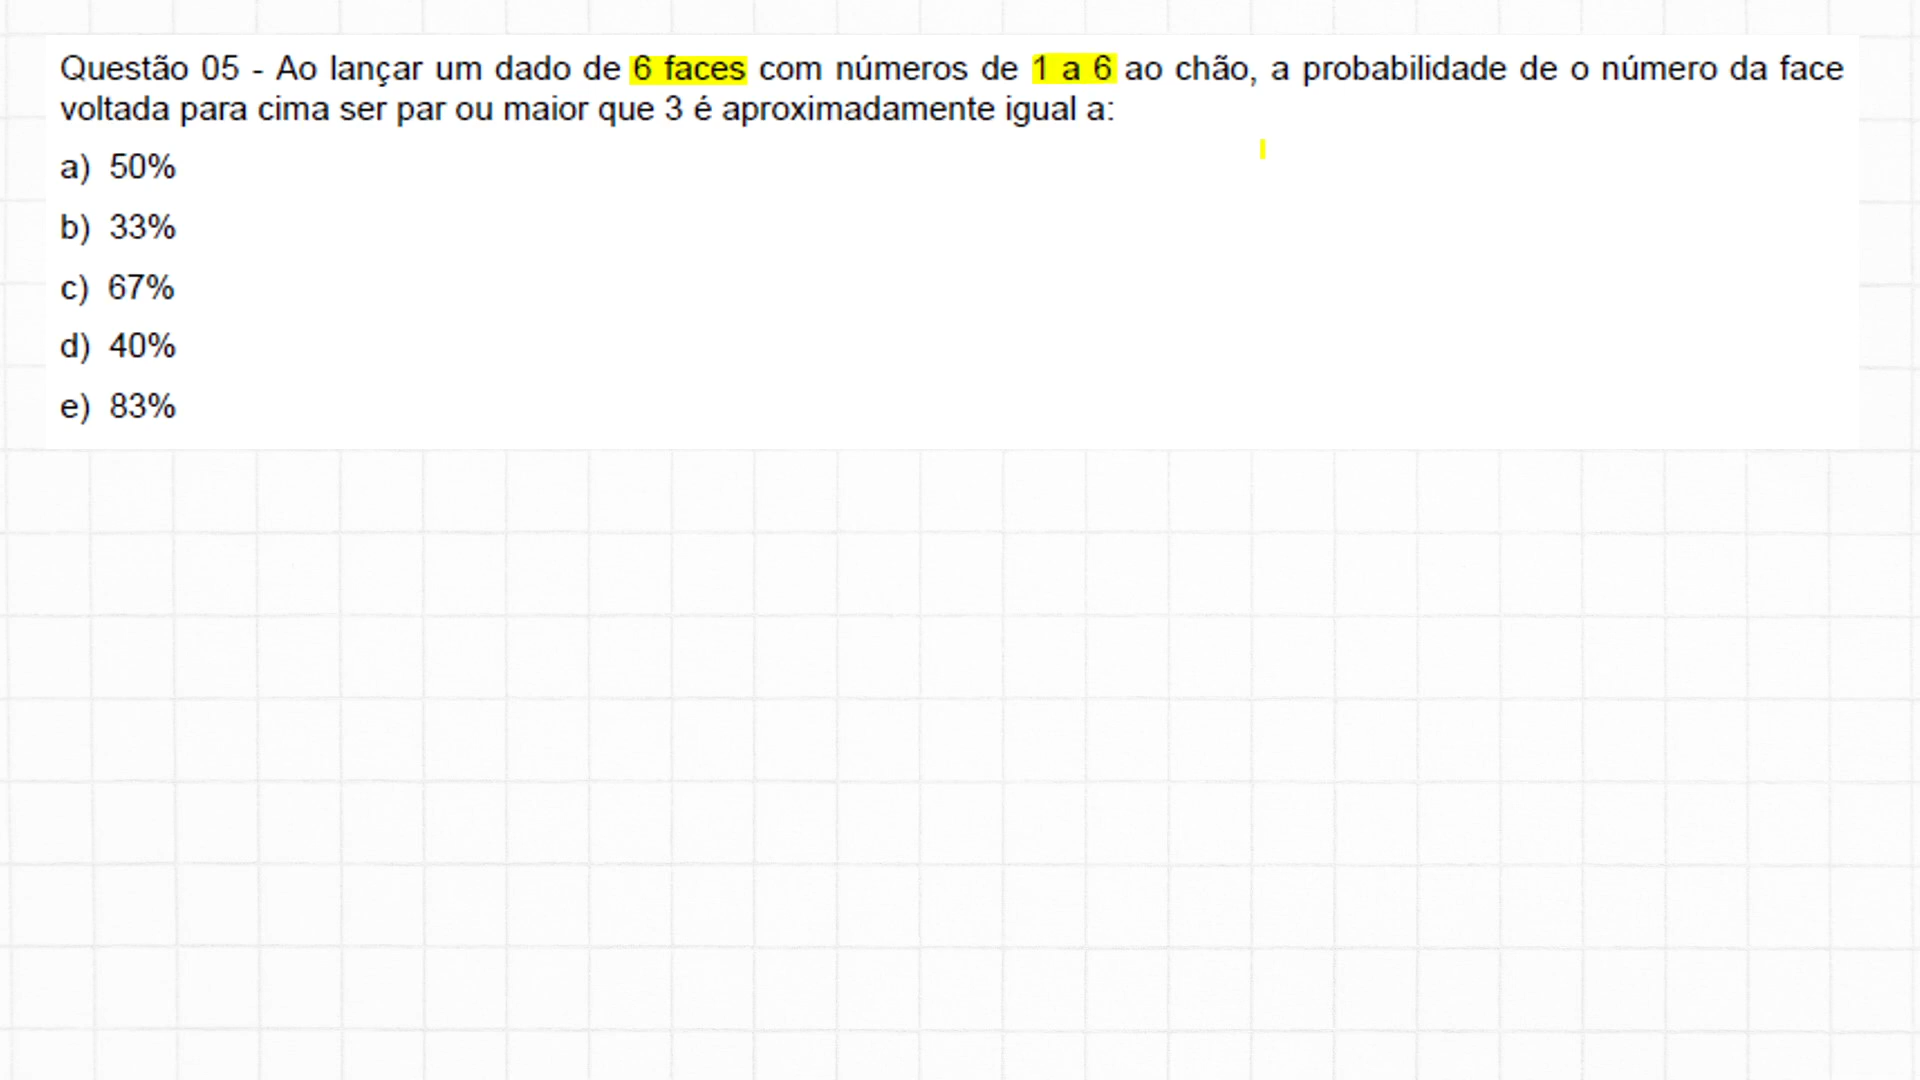 Questão 05 - Ao lançar um dado de 6 faces com números de 1 a 6 ao chão, a probabilidade de o número da face
voltada para cima ser par ou maior que 3 é aproximadamente igual a:
a) 50%
b) 33%
c) 67%
d) 40%
e) 83%